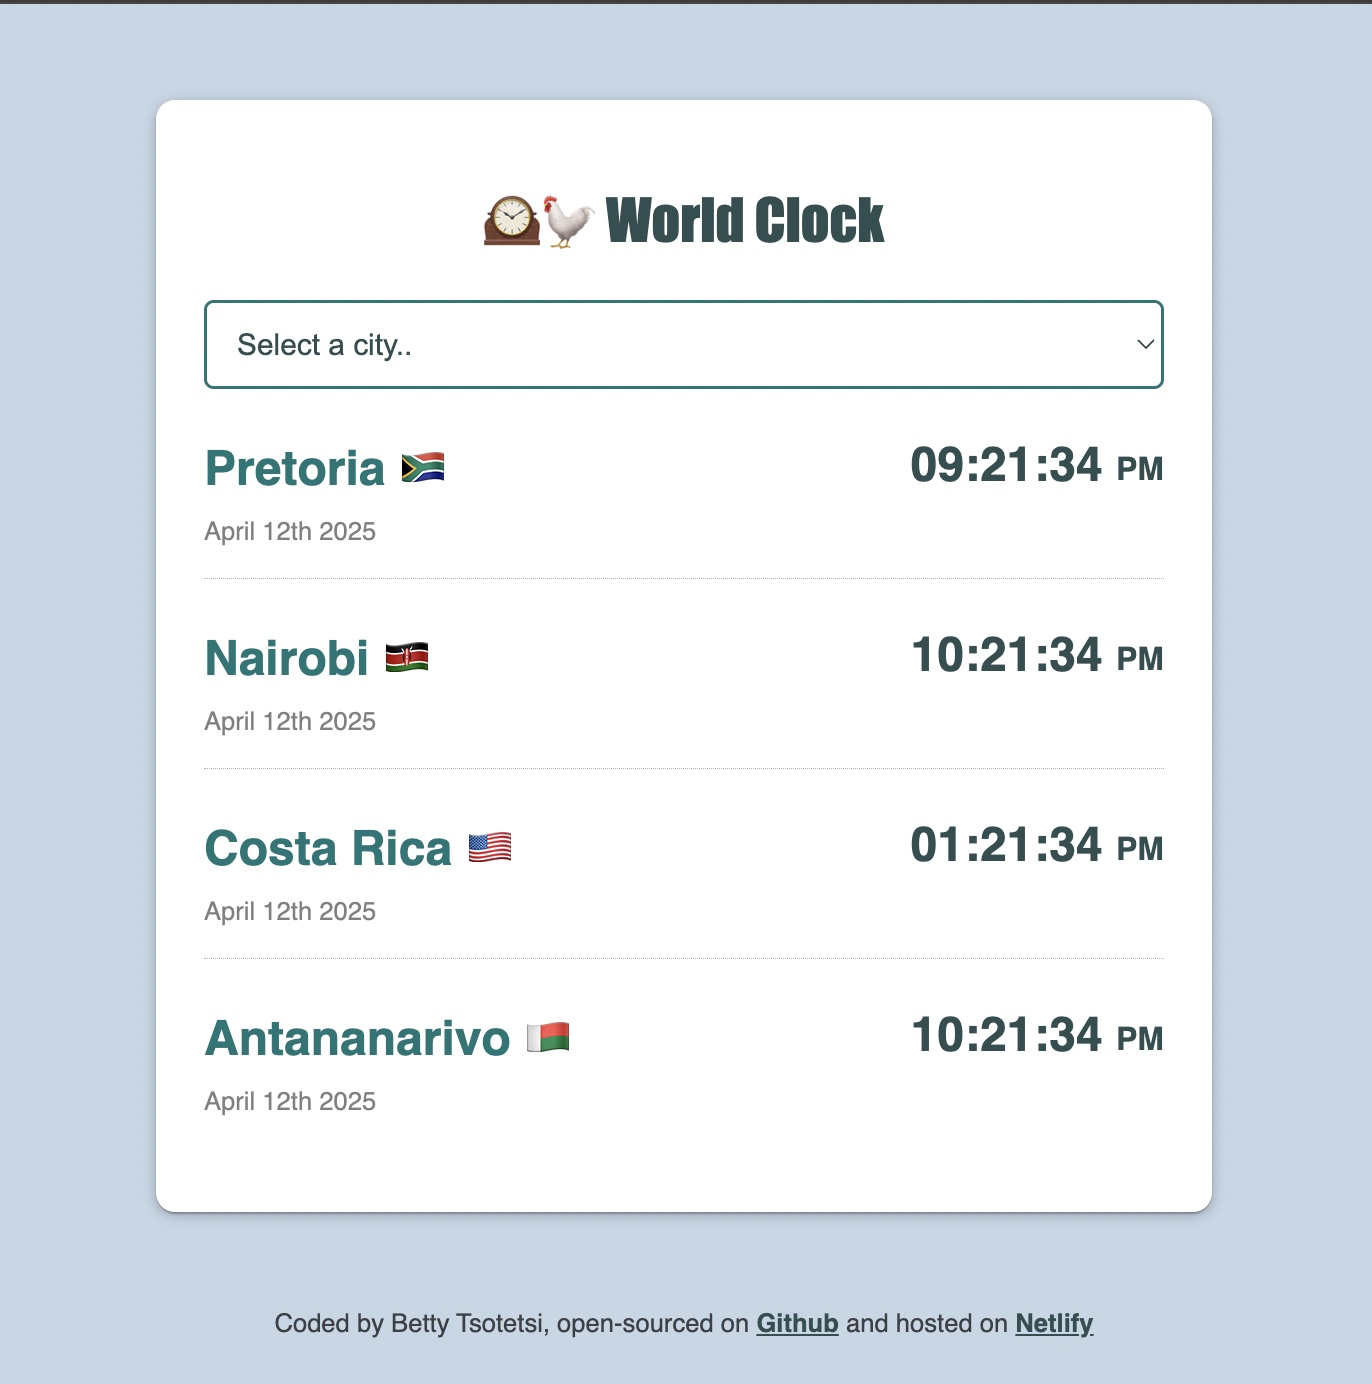 World Clock
Select a city..
Pretoria
09:21:34 PM
April 12th 2025
Nairobi
10:21:34 PM
April 12th 2025
Costa Rica
01:21:34 PM
April 12th 2025
Antananarivo
10:21:34 PM
April 12th 2025
Coded by Betty Tsotetsi, open-sourced on Github and hosted on Netlify